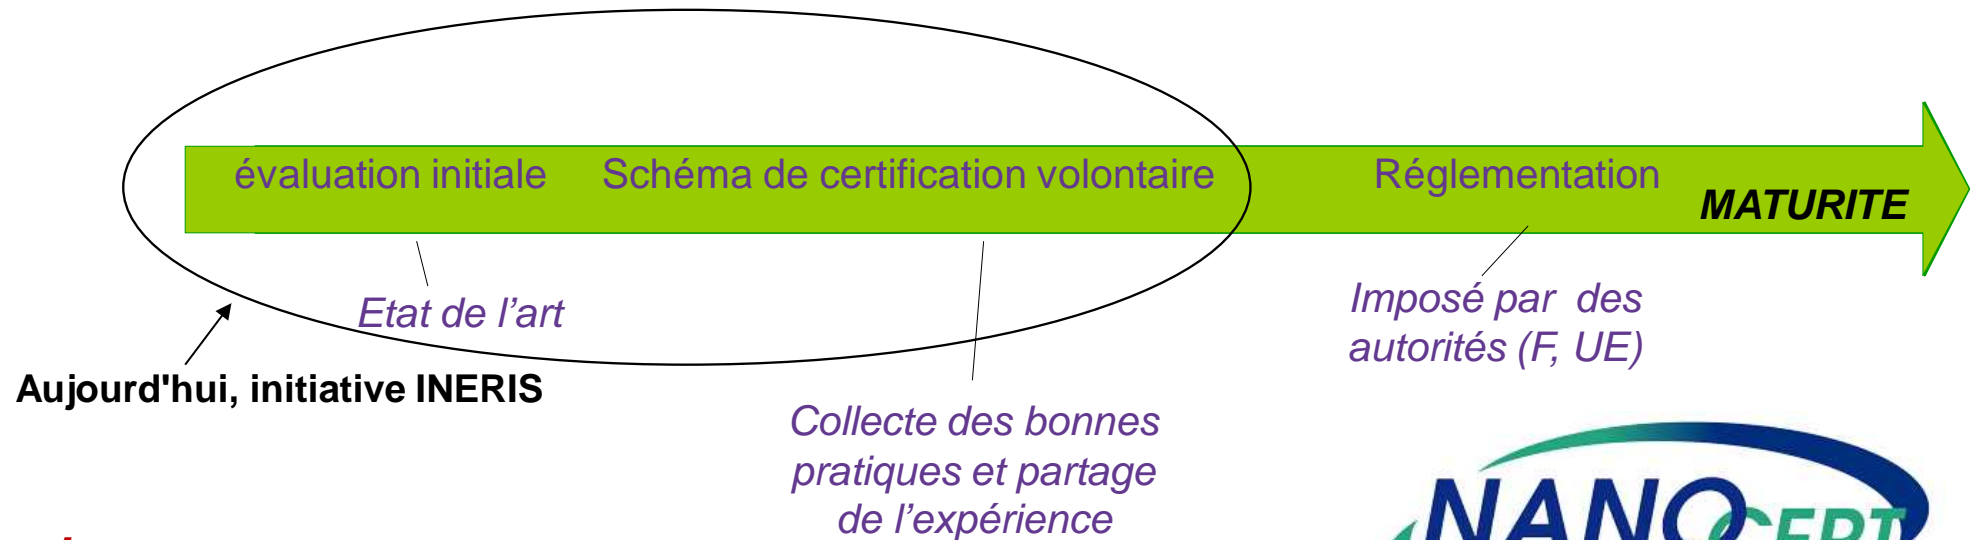 évaluation initiale
Schéma de certification volontaire
Réglementation
MATURITE
Etat de l’art
Imposé par des
autorités (F, UE)
Aujourd'hui, initiative INERIS
Collecte des bonnes
pratiques et partage
de l’expérience
NANOCERT